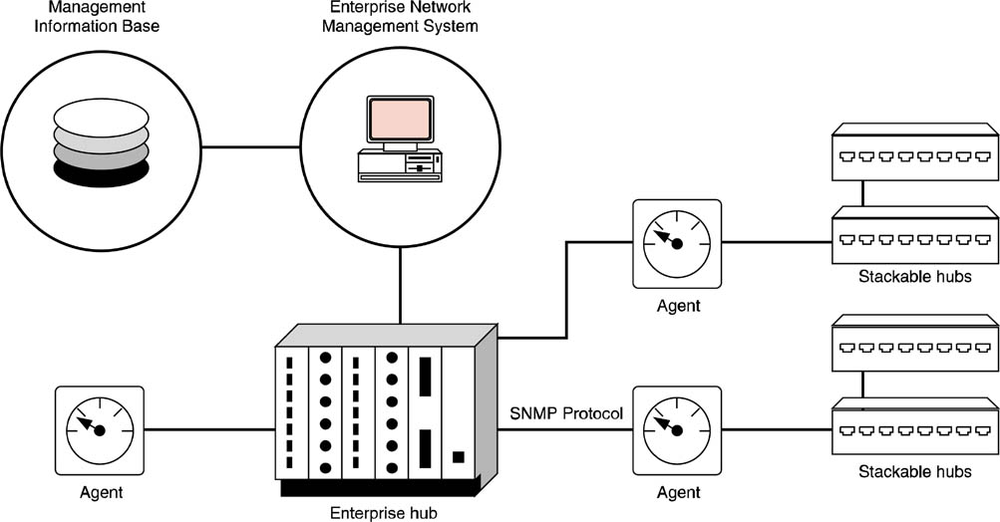 Management
Information Base
Enterprise Network
Management System
Agent
Stackable hubs
SNMP Protocol
Agent
Enterprise hub
Agent
Stackable hubs